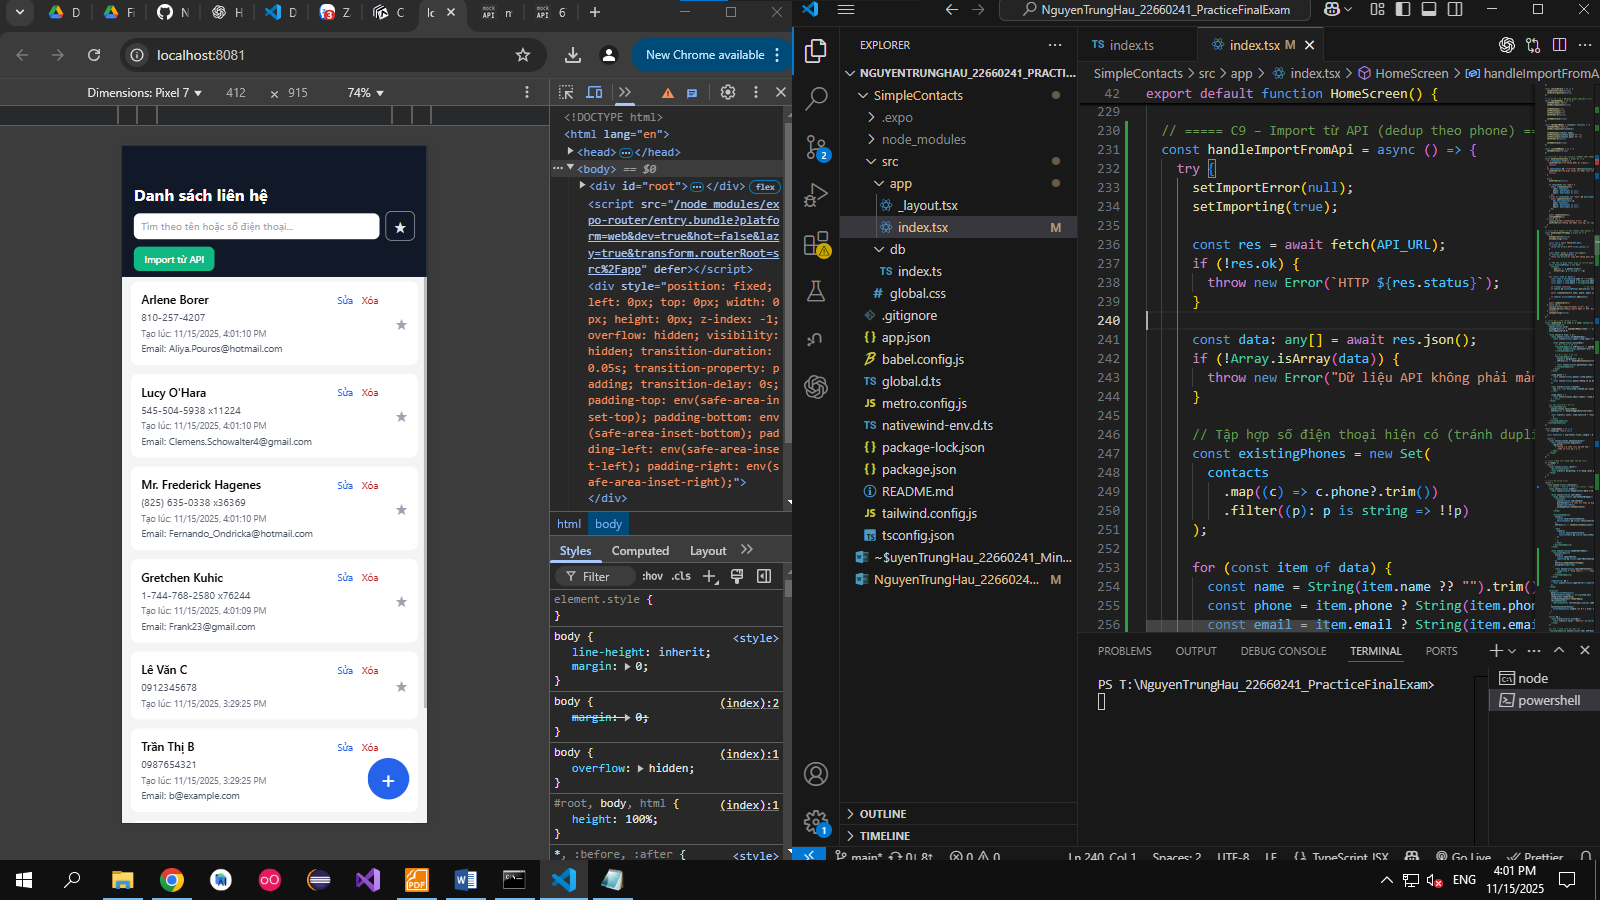 D
Fi
N
H
D
Z
C
lc
n
6
localhost:8081
New Chrome available
Dimensions: Pixel 7
412
×
915
74%
Danh sách liên hệ
Tìm theo tên hoặc số điện thoại...
Import từ API
Arlene Borer
Sửa
Xóa
810-257-4207
Tạo lúc: 11/15/2025, 4:01:10 PM
Email: Aliya.Pouros@hotmail.com
Lucy O'Hara
Sửa
Xóa
545-504-5938 x11224
Tạo lúc: 11/15/2025, 4:01:10 PM
Email: Clemens.Schowalter4@gmail.com
Mr. Frederick Hagenes
Sửa
Xóa
(825) 635-0338 x36369
Tạo lúc: 11/15/2025, 4:01:10 PM
Email: Fernando_Ondricka@hotmail.com
Gretchen Kuhic
Sửa
Xóa
1-744-768-2580 x76244
Tạo lúc: 11/15/2025, 4:01:09 PM
Email: Frank23@gmail.com
Lê Văn C
Sửa
Xóa
0912345678
Tạo lúc: 11/15/2025, 3:29:25 PM
Trần Thị B
Sửa
Xóa
0987654321
Tạo lúc: 11/15/2025, 3:29:25 PM
Email: b@example.com
+
<!DOCTYPE html>
<html lang="en">
<head> </head>
<body> == $0
<div id="root"> </div> flex
<script src="/node_modules/ex
po-router/entry.bundle?platfo
rm=web&dev=true&hot=false&laz
y=true&transform.routerRoot=s
rc%2Fapp" defer></script>
<div style="position: fixed;
left: 0px; top: 0px; width: 0
px; height: 0px; z-index: -1;
overflow: hidden; visibility:
hidden; transition-duration:
0.05s; transition-property: p
adding; transition-delay: 0s;
padding-top: env(safe-area-in
set-top); padding-bottom: env
(safe-area-inset-bottom); pad
ding-left: env(safe-area-inse
t-left); padding-right: env(s
afe-area-inset-right);">
</div>
html
body
Styles
Computed
Layout
Filter
:hov
.cls
element.style {
}
body {
<style>
line-height: inherit;
margin: 0;
}
body {
(index):2
margin: 0;
}
body {
(index):1
overflow: hidden;
}
#root, body, html {
(index):1
height: 100%;
}
*, :before, :after {
<style>
NguyenTrungHau_22660241_PracticeFinalExam
EXPLORER
NGUYENTRUNGHAU_22660241_PRACTI...
SimpleContacts
.expo
node_modules
src
app
_layout.tsx
index.tsx
M
db
index.ts
global.css
.gitignore
app.json
babel.config.js
global.d.ts
metro.config.js
nativewind-env.d.ts
package-lock.json
package.json
README.md
tailwind.config.js
tsconfig.json
~$uyenTrungHau_22660241_Min...
NguyenTrungHau_2266024...
M
OUTLINE
TIMELINE
2
1
index.ts
index.tsx M
SimpleContacts > src > app > index.tsx > HomeScreen > handleImportFromA
42 export default function HomeScreen() {
229
230 // ===== C9 – Import từ API (dedup theo phone) ==
231 const handleImportFromApi = async () => {
232 try {
233 setImportError(null);
234 setImporting(true);
235
236 const res = await fetch(API_URL);
237 if (!res.ok) {
238 throw new Error(`HTTP ${res.status}`);
239 }
240
241 const data: any[] = await res.json();
242 if (!Array.isArray(data)) {
243 throw new Error("Dữ liệu API không phải mản
244 }
245
246 // Tập hợp số điện thoại hiện có (tránh dupli
247 const existingPhones = new Set(
248 contacts
249 .map((c) => c.phone?.trim())
250 .filter((p): p is string => !!p)
251 );
252
253 for (const item of data) {
254 const name = String(item.name ?? "").trim()
255 const phone = item.phone ? String(item.phon
256 const email = item.email ? String(item.emai
PROBLEMS
OUTPUT
DEBUG CONSOLE
TERMINAL
PORTS
PS T:\NguyenTrungHau_22660241_PracticeFinalExam>
node
powershell
main*
0↓ 8↑
0
0
Ln 240, Col 1
Spaces: 2
UTF-8
LF
TypeScript JSX
Go Live
Prettier
ENG
4:01 PM
11/15/2025